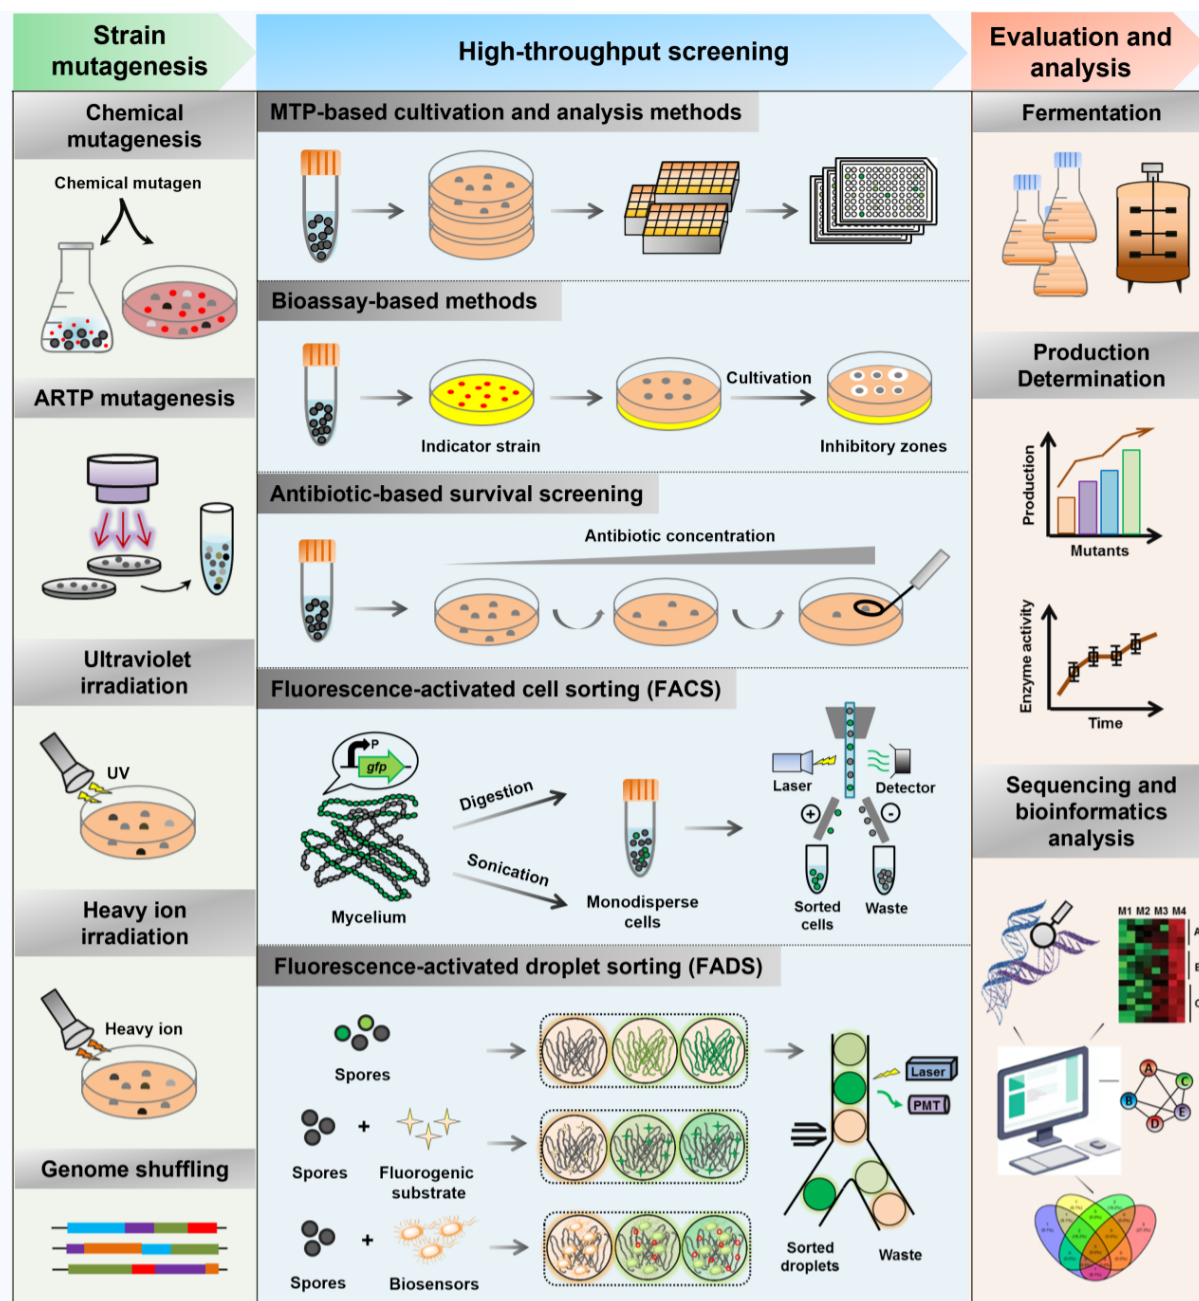 Strain
mutagenesis
High-throughput screening
Evaluation and
analysis
Chemical
mutagenesis
Chemical mutagen
ARTP mutagenesis
Ultraviolet
irradiation
UV
Heavy ion
irradiation
Heavy ion
Genome shuffling
MTP-based cultivation and analysis methods
Bioassay-based methods
Indicator strain
Cultivation
Inhibitory zones
Antibiotic-based survival screening
Antibiotic concentration
Fluorescence-activated cell sorting (FACS)
P
gfp
Mycelium
Digestion
Sonication
Monodisperse
cells
Laser
Detector
+
-
Sorted
cells
Waste
Fluorescence-activated droplet sorting (FADS)
Spores
Spores
+
Fluorogenic
substrate
Spores
+
Biosensors
Laser
PMT
Sorted
droplets
Waste
Fermentation
Production
Determination
Production
Mutants
Enzyme activity
Time
Sequencing and
bioinformatics
analysis
M1 M2 M3 M4
A
C
A
B
C
D
E